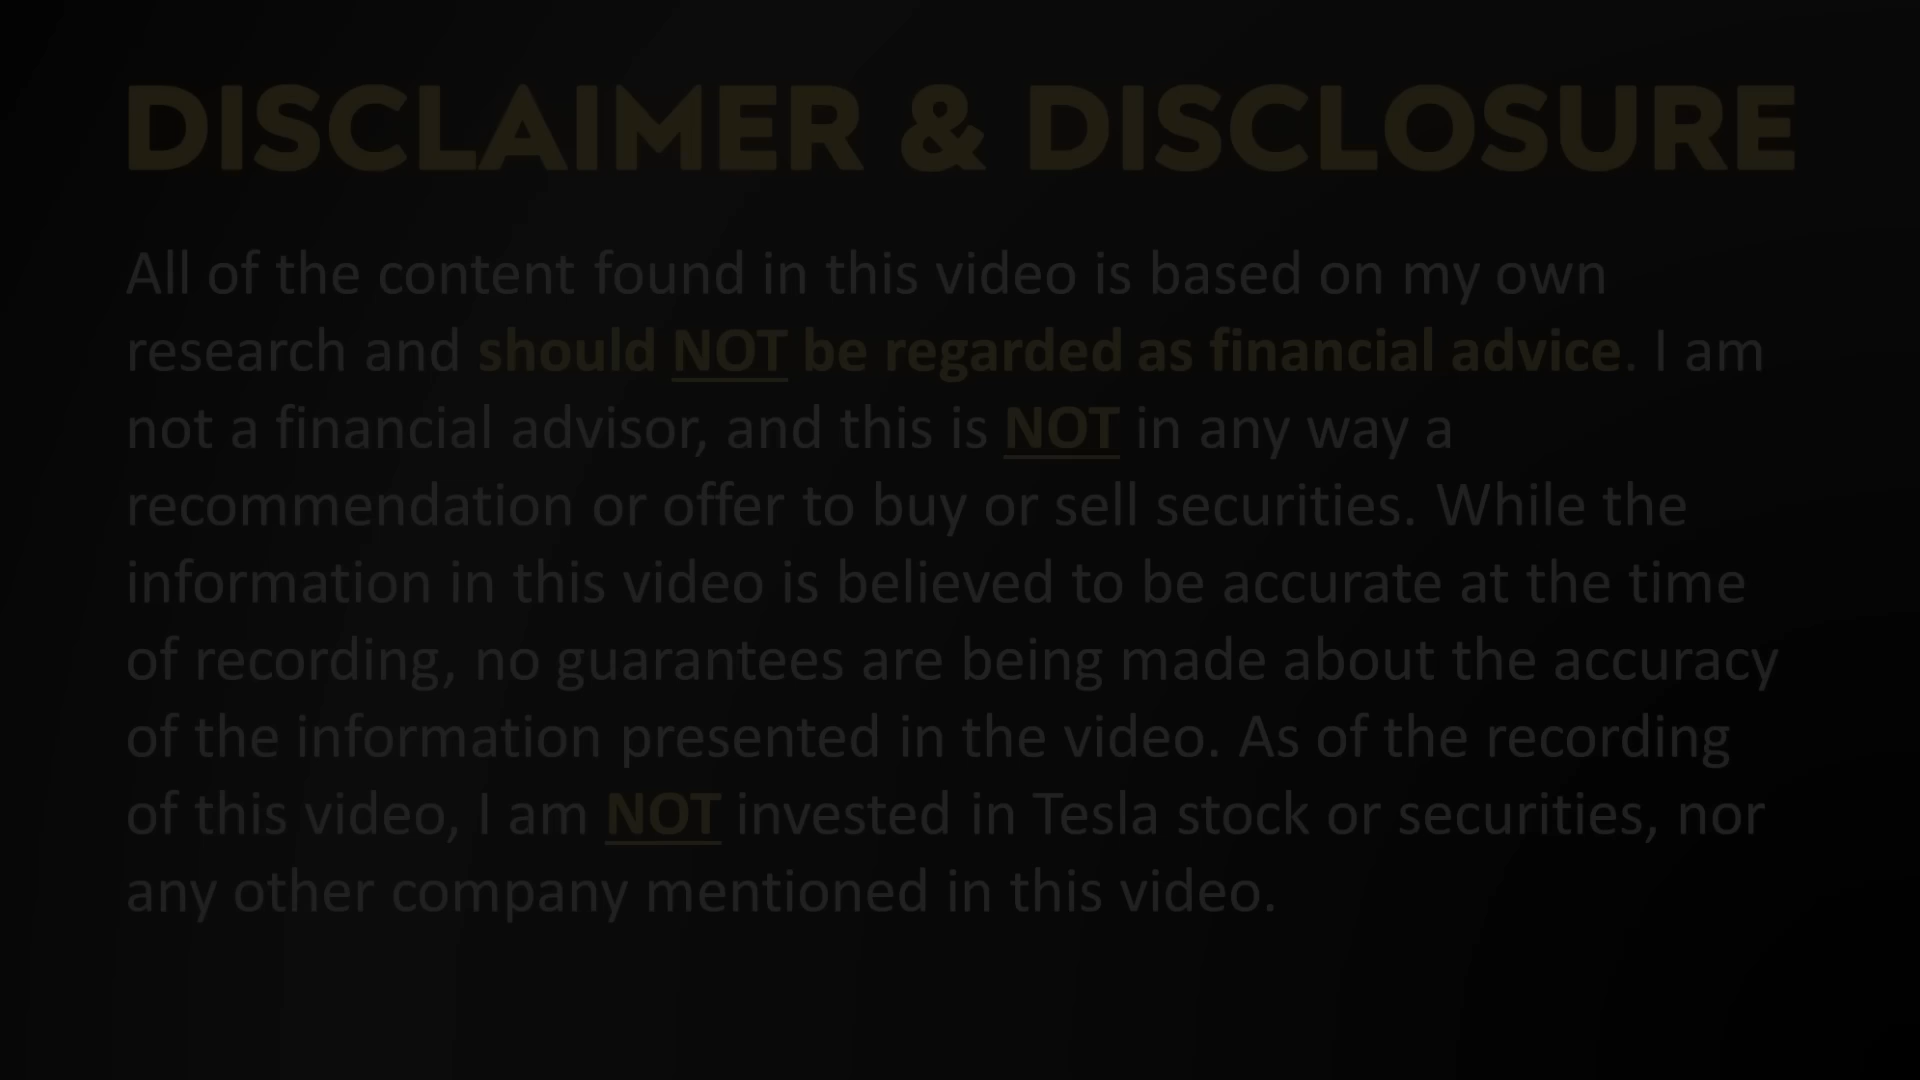 DISCLAIMER & DISCLOSURE
All of the content found in this video is based on my own
research and should NOT be regarded as financial advice. I am
not a financial advisor, and this is NOT in any way a
recommendation or offer to buy or sell securities. While the
information in this video is believed to be accurate at the time
of recording, no guarantees are being made about the accuracy
of the information presented in the video. As of the recording
of this video, I am NOT invested in Tesla stock or securities, nor
any other company mentioned in this video.